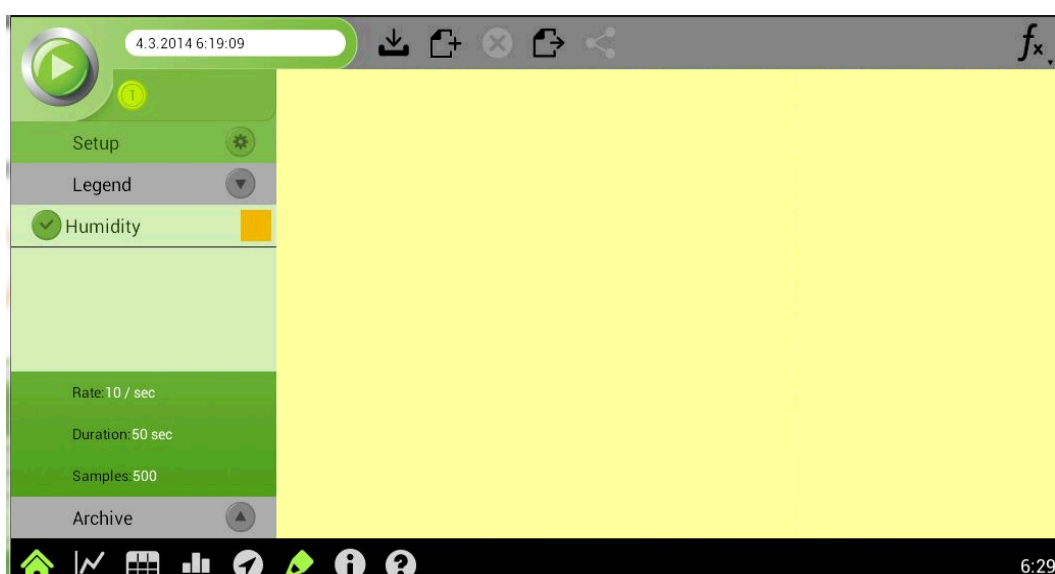 4.3.2014 6:19:09
fx
1
Setup
Legend
Humidity
Rate:10 / sec
Duration:50 sec
Samples:500
Archive
6:29